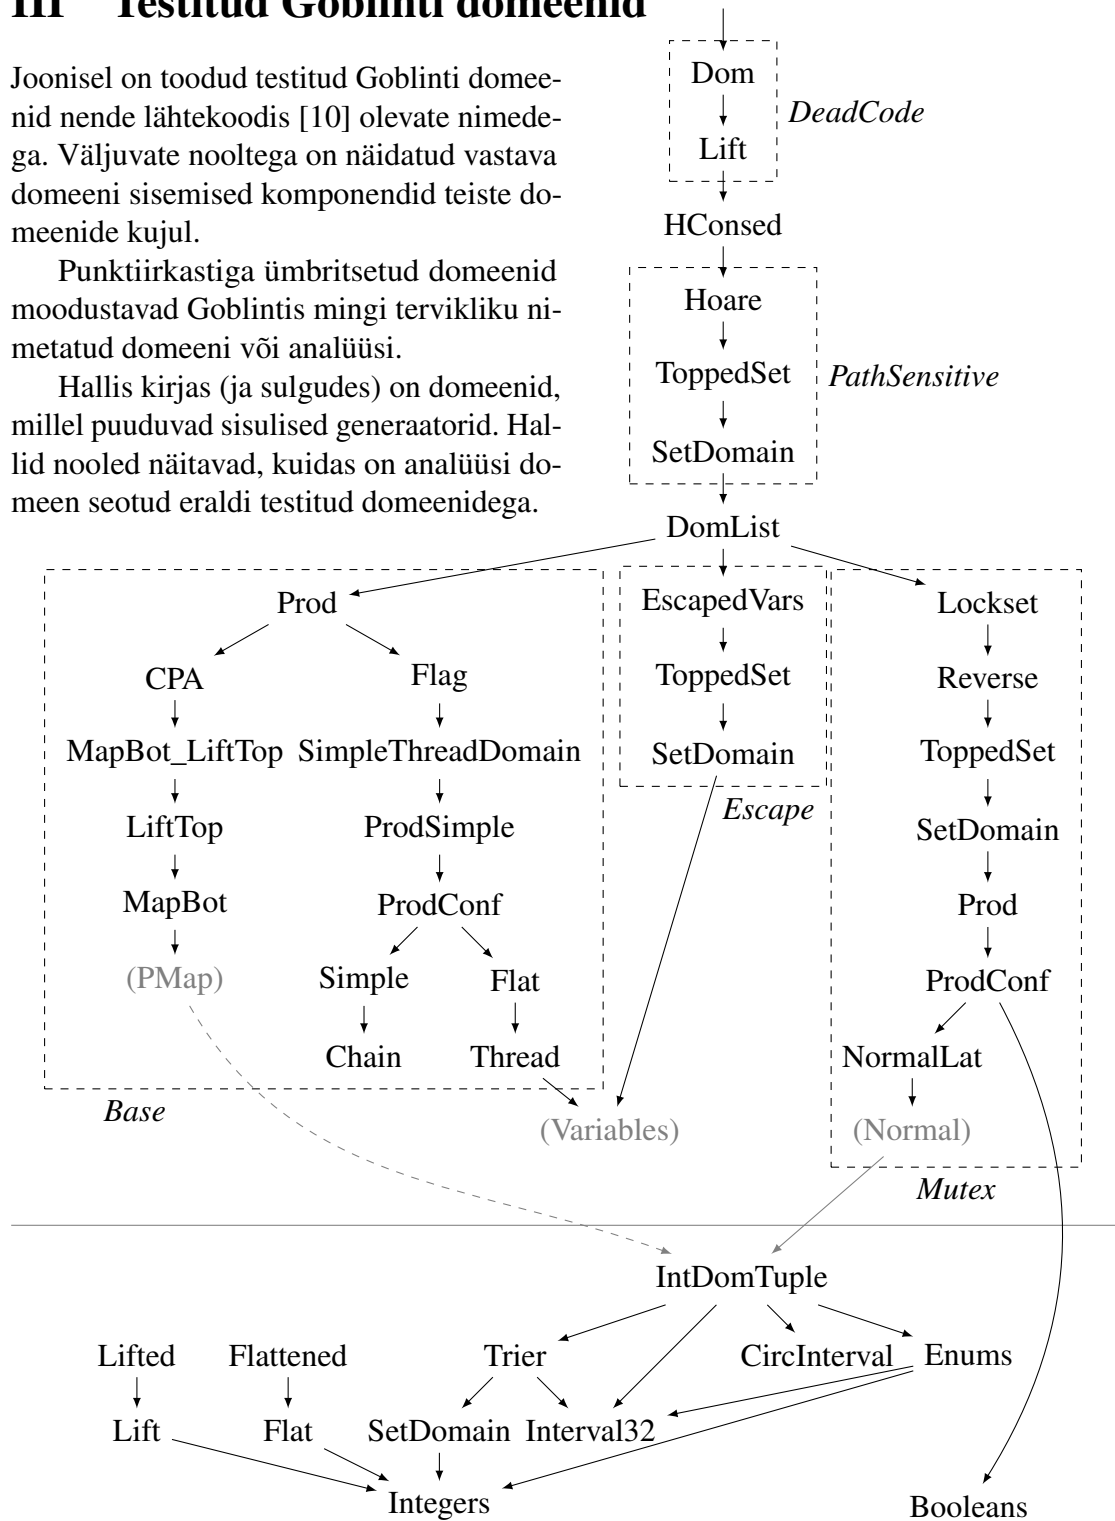 III Testitud Goblinti domeenid
Joonisel on toodud testitud Goblinti domee-
nid nende lähtekoodis [10] olevate nimede-
ga. Väljuvate nooltega on näidatud vastava
domeeni sisemised komponendid teiste do-
meenide kujul.
Punktiirkastiga ümbritsetud domeenid
moodustavad Goblintis mingi tervikliku ni-
metatud domeeni või analüüsi.
Hallis kirjas (ja sulgudes) on domeenid,
millel puuduvad sisulised generaatorid. Hal-
lid nooled näitavad, kuidas on analüüsi do-
meen seotud eraldi testitud domeenidega.
Dom
DeadCode
Lift
HConsed
Hoare
ToppedSet
PathSensitive
SetDomain
DomList
Prod
EscapedVars
Lockset
CPA
Flag
ToppedSet
Reverse
MapBot_LiftTop
SimpleThreadDomain
SetDomain
ToppedSet
Escape
LiftTop
ProdSimple
SetDomain
MapBot
ProdConf
Prod
(PMap)
Simple
Flat
ProdConf
Chain
Thread
NormalLat
Base
(Variables)
(Normal)
Mutex
IntDomTuple
Lifted
Flattened
Trier
CircInterval
Enums
Lift
Flat
SetDomain
Interval32
Integers
Booleans